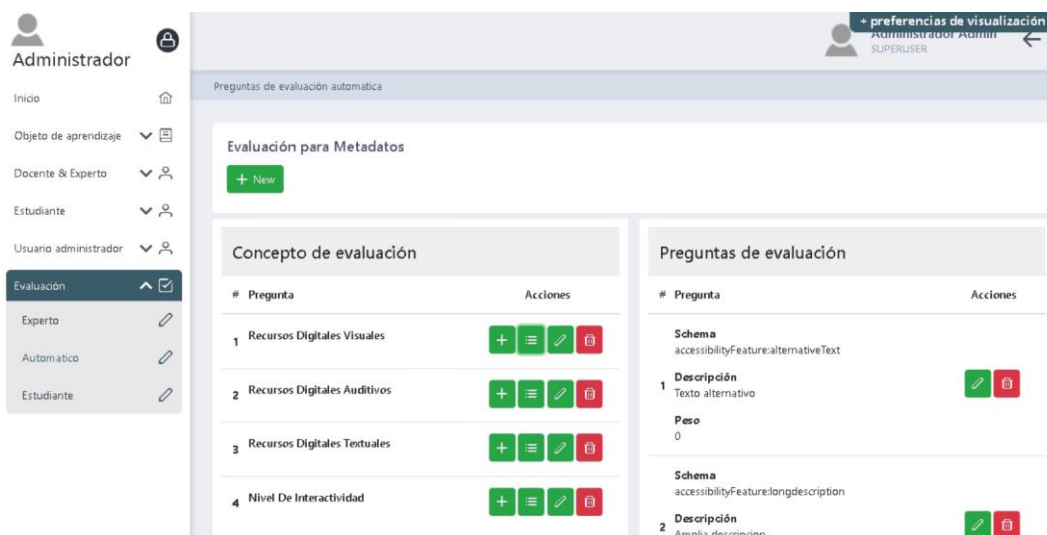 + preferencias de visualización
Administrador
Administrador Admin
SUPERUSER
Inicio
Objeto de aprendizaje
Docente & Experto
Estudiante
Usuario administrador
Evaluación
Experto
Automatico
Estudiante
Preguntas de evaluación automatica
Evaluación para Metadatos
+ New
Concepto de evaluación
# Pregunta Acciones
1 Recursos Digitales Visuales
2 Recursos Digitales Auditivos
3 Recursos Digitales Textuales
4 Nivel De Interactividad
Preguntas de evaluación
# Pregunta Acciones
Schema
accessibilityFeature:alternativeText
1 Descripción
Texto alternativo
Peso
0
Schema
accessibilityFeature:longdescription
2 Descripción
Amplia descripcion